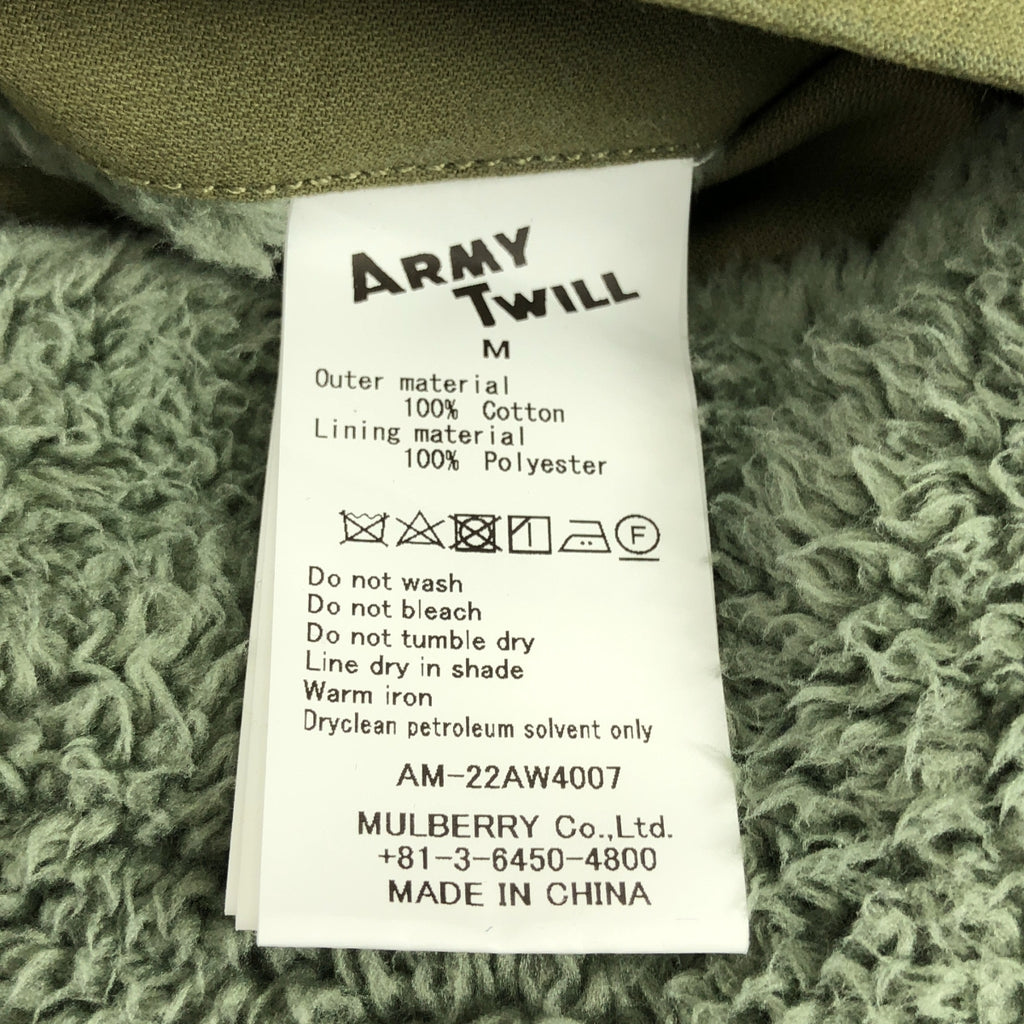 ARMY
TWILL
M
Outer material
100% Cotton
Lining material
100% Polyester
F
Do not wash
Do not bleach
Do not tumble dry
Line dry in shade
Warm iron
Dryclean petroleum solvent only
AM-22AW4007
MULBERRY Co.,Ltd.
+81-3-6450-4800
MADE IN CHINA